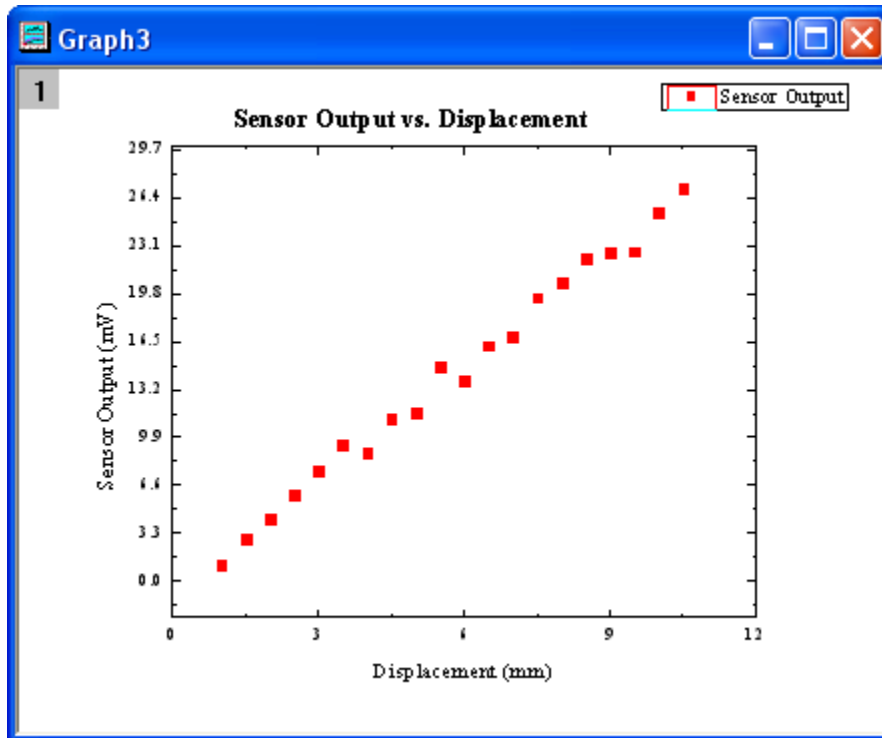 Graph3
1
Sensor Output
Sensor Output vs. Displacement
29.7
26.4
23.1
19.8
16.5
13.2
9.9
6.6
3.3
0.0
Sensor Output (mV)
0 3 6 9 12
Displacement (mm)